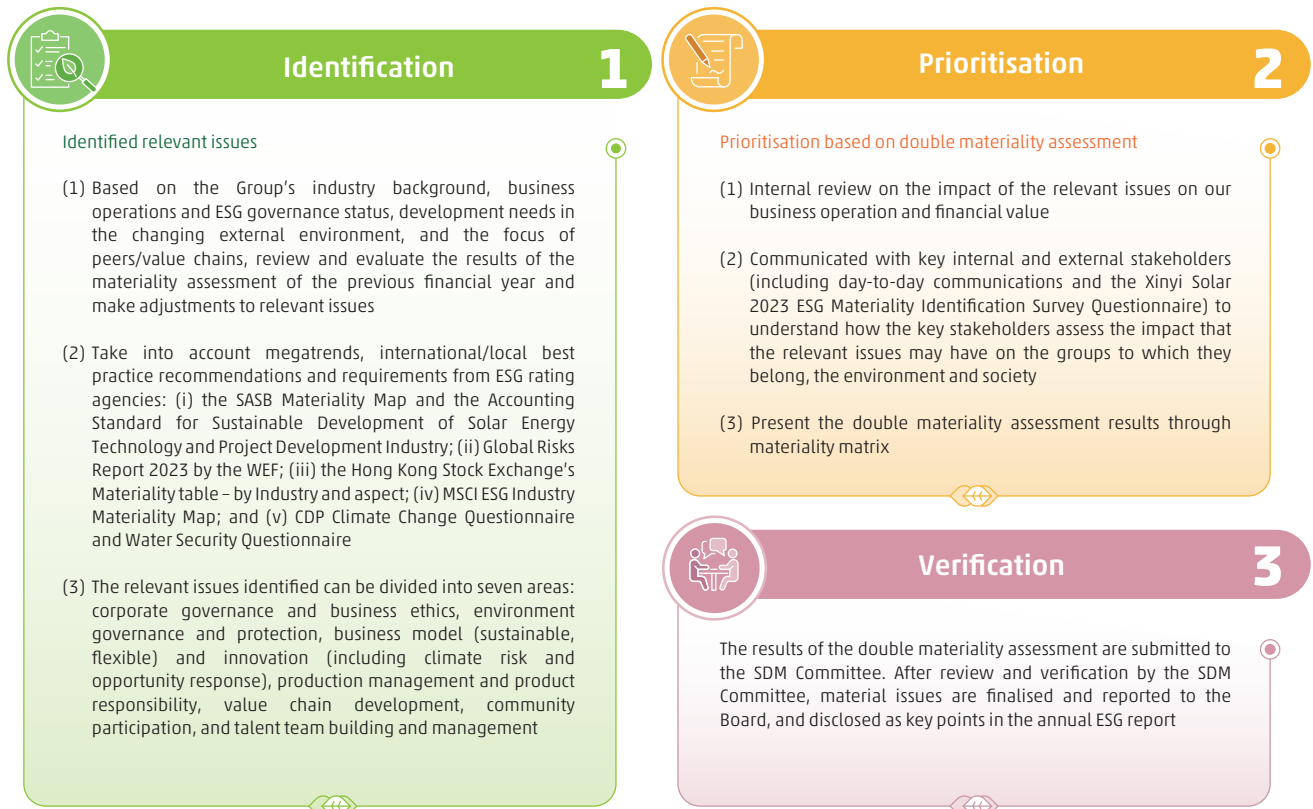 Identification
1
Identified relevant issues
(1) Based on the Group's industry background, business
operations and ESG governance status, development needs in
the changing external environment, and the focus of
peers/value chains, review and evaluate the results of the
materiality assessment of the previous financial year and
make adjustments to relevant issues
(2) Take into account megatrends, international/local best
practice recommendations and requirements from ESG rating
agencies: (i) the SASB Materiality Map and the Accounting
Standard for Sustainable Development of Solar Energy
Technology and Project Development Industry; (ii) Global Risks
Report 2023 by the WEF; (iii) the Hong Kong Stock Exchange's
Materiality table – by Industry and aspect; (iv) MSCI ESG Industry
Materiality Map; and (v) CDP Climate Change Questionnaire
and Water Security Questionnaire
(3) The relevant issues identified can be divided into seven areas:
corporate governance and business ethics, environment
governance and protection, business model (sustainable,
flexible) and innovation (including climate risk and
opportunity response), production management and product
responsibility, value chain development, community
participation, and talent team building and management
Prioritisation
2
Prioritisation based on double materiality assessment
(1) Internal review on the impact of the relevant issues on our
business operation and financial value
(2) Communicated with key internal and external stakeholders
(including day-to-day communications and the Xinyi Solar
2023 ESG Materiality Identification Survey Questionnaire) to
understand how the key stakeholders assess the impact that
the relevant issues may have on the groups to which they
belong, the environment and society
(3) Present the double materiality assessment results through
materiality matrix
Verification
3
The results of the double materiality assessment are submitted to
the SDM Committee. After review and verification by the SDM
Committee, material issues are finalised and reported to the
Board, and disclosed as key points in the annual ESG report